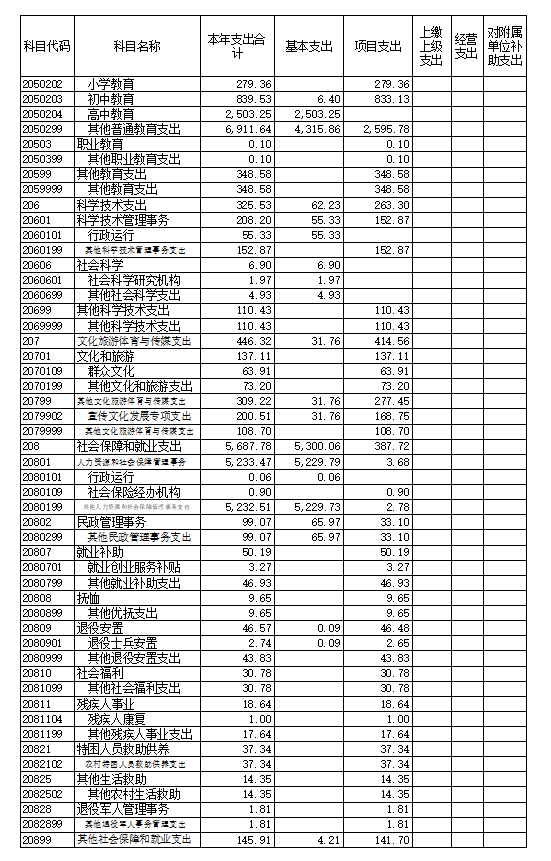 科目代码 科目名称 本年支出合计 基本支出 项目支出 上缴上级支出 经营支出 对附属单位补助支出
2050202 小学教育 279.36 279.36
2050203 初中教育 839.53 6.40 833.13
2050204 高中教育 2,503.25 2,503.25
2050299 其他普通教育支出 6,911.64 4,315.86 2,595.78
20503 职业教育 0.10 0.10
2050399 其他职业教育支出 0.10 0.10
20599 其他教育支出 348.58 348.58
2059999 其他教育支出 348.58 348.58
206 科学技术支出 325.53 62.23 263.30
20601 科学技术管理事务 208.20 55.33 152.87
2060101 行政运行 55.33 55.33
2060199 其他科学技术管理事务支出 152.87 152.87
20606 社会科学 6.90 6.90
2060601 社会科学研究机构 1.97 1.97
2060699 其他社会科学支出 4.93 4.93
20699 其他科学技术支出 110.43 110.43
2069999 其他科学技术支出 110.43 110.43
207 文化旅游体育与传媒支出 446.32 31.76 414.56
20701 文化和旅游 137.11 137.11
2070109 群众文化 63.91 63.91
2070199 其他文化和旅游支出 73.20 73.20
20799 其他文化旅游体育与传媒支出 309.22 31.76 277.45
2079902 宣传文化发展专项支出 200.51 31.76 168.75
2079999 其他文化旅游体育与传媒支出 108.70 108.70
208 社会保障和就业支出 5,687.78 5,300.06 387.72
20801 人力资源和社会保障管理事务 5,233.47 5,229.79 3.68
2080101 行政运行 0.06 0.06
2080109 社会保险经办机构 0.90 0.90
2080199 其他人力资源和社会保障管理事务支出 5,232.51 5,229.73 2.78
20802 民政管理事务 99.07 65.97 33.10
2080299 其他民政管理事务支出 99.07 65.97 33.10
20807 就业补助 50.19 50.19
2080701 就业创业服务补贴 3.27 3.27
2080799 其他就业补助支出 46.93 46.93
20808 抚恤 9.65 9.65
2080899 其他优抚支出 9.65 9.65
20809 退役安置 46.57 0.09 46.48
2080901 退役士兵安置 2.74 0.09 2.65
2080999 其他退役安置支出 43.83 43.83
20810 社会福利 30.78 30.78
2081099 其他社会福利支出 30.78 30.78
20811 残疾人事业 18.64 18.64
2081104 残疾人康复 1.00 1.00
2081199 其他残疾人事业支出 17.64 17.64
20821 特困人员救助供养 37.34 37.34
2082102 农村特困人员救助供养支出 37.34 37.34
20825 其他生活救助 14.35 14.35
2082502 其他农村生活救助 14.35 14.35
20828 退役军人管理事务 1.81 1.81
2082899 其他退役军人事务管理支出 1.81 1.81
20899 其他社会保障和就业支出 145.91 4.21 141.70